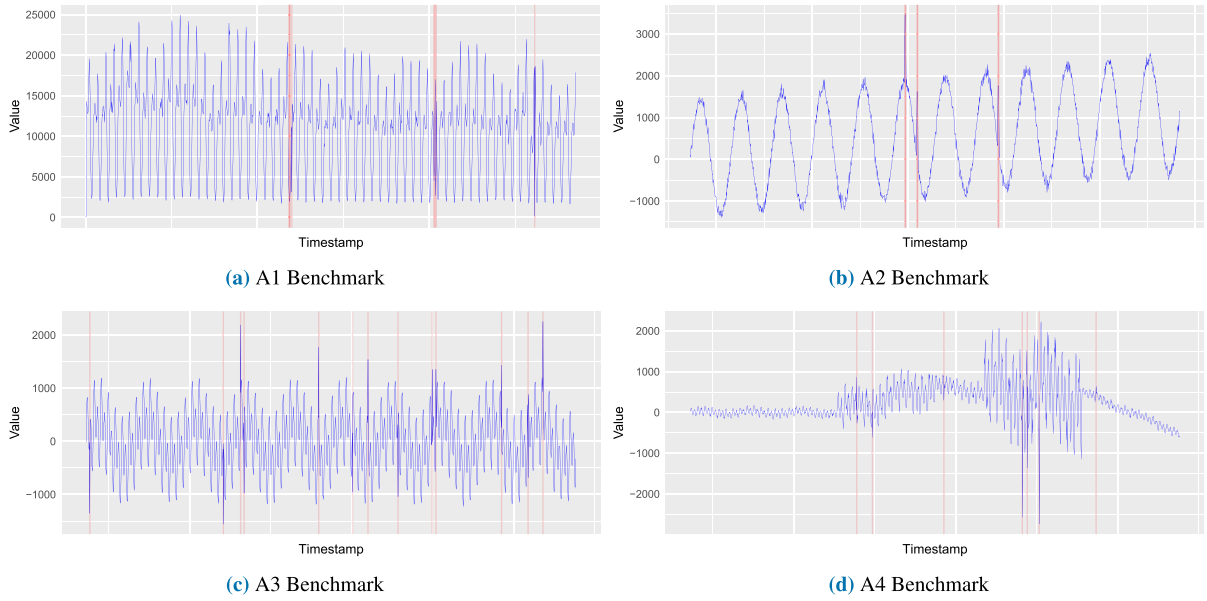 25000
20000
15000
10000
5000
0
Value
Timestamp
(a) A1 Benchmark
3000
2000
1000
0
−1000
Value
Timestamp
(b) A2 Benchmark
2000
1000
0
−1000
Value
Timestamp
(c) A3 Benchmark
2000
1000
0
−1000
−2000
Value
Timestamp
(d) A4 Benchmark